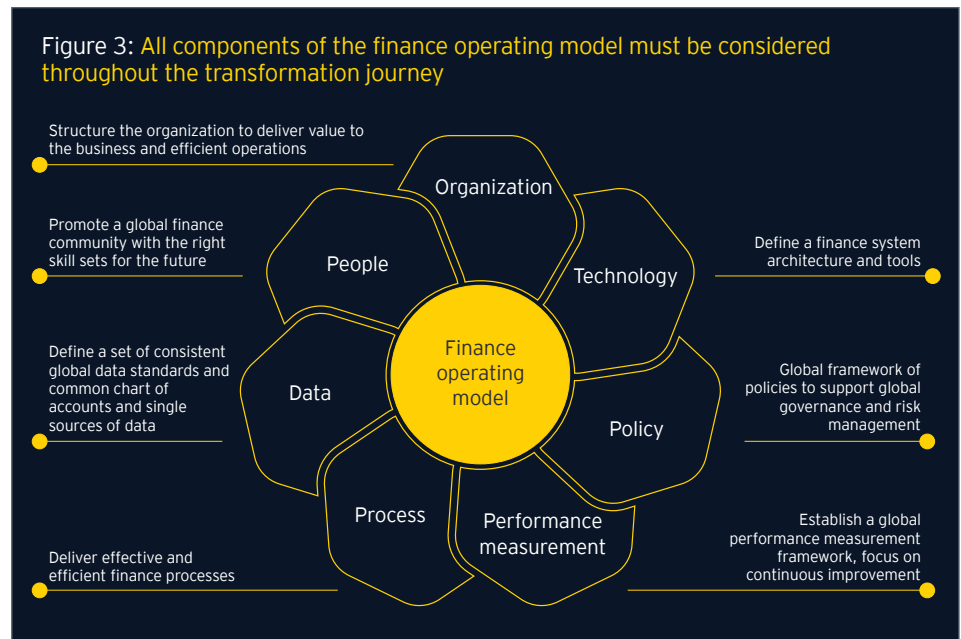 Figure 3: All components of the finance operating model must be considered
throughout the transformation journey
Structure the organization to deliver value to
the business and efficient operations
Organization
Promote a global finance
community with the right
skill sets for the future
People
Technology
Define a finance system
architecture and tools
Finance
operating
model
Define a set of consistent
global data standards and
common chart of
accounts and single
sources of data
Data
Policy
Global framework of
policies to support global
governance and risk
management
Process
Performance
measurement
Deliver effective and
efficient finance processes
Establish a global
performance measurement
framework, focus on
continuous improvement